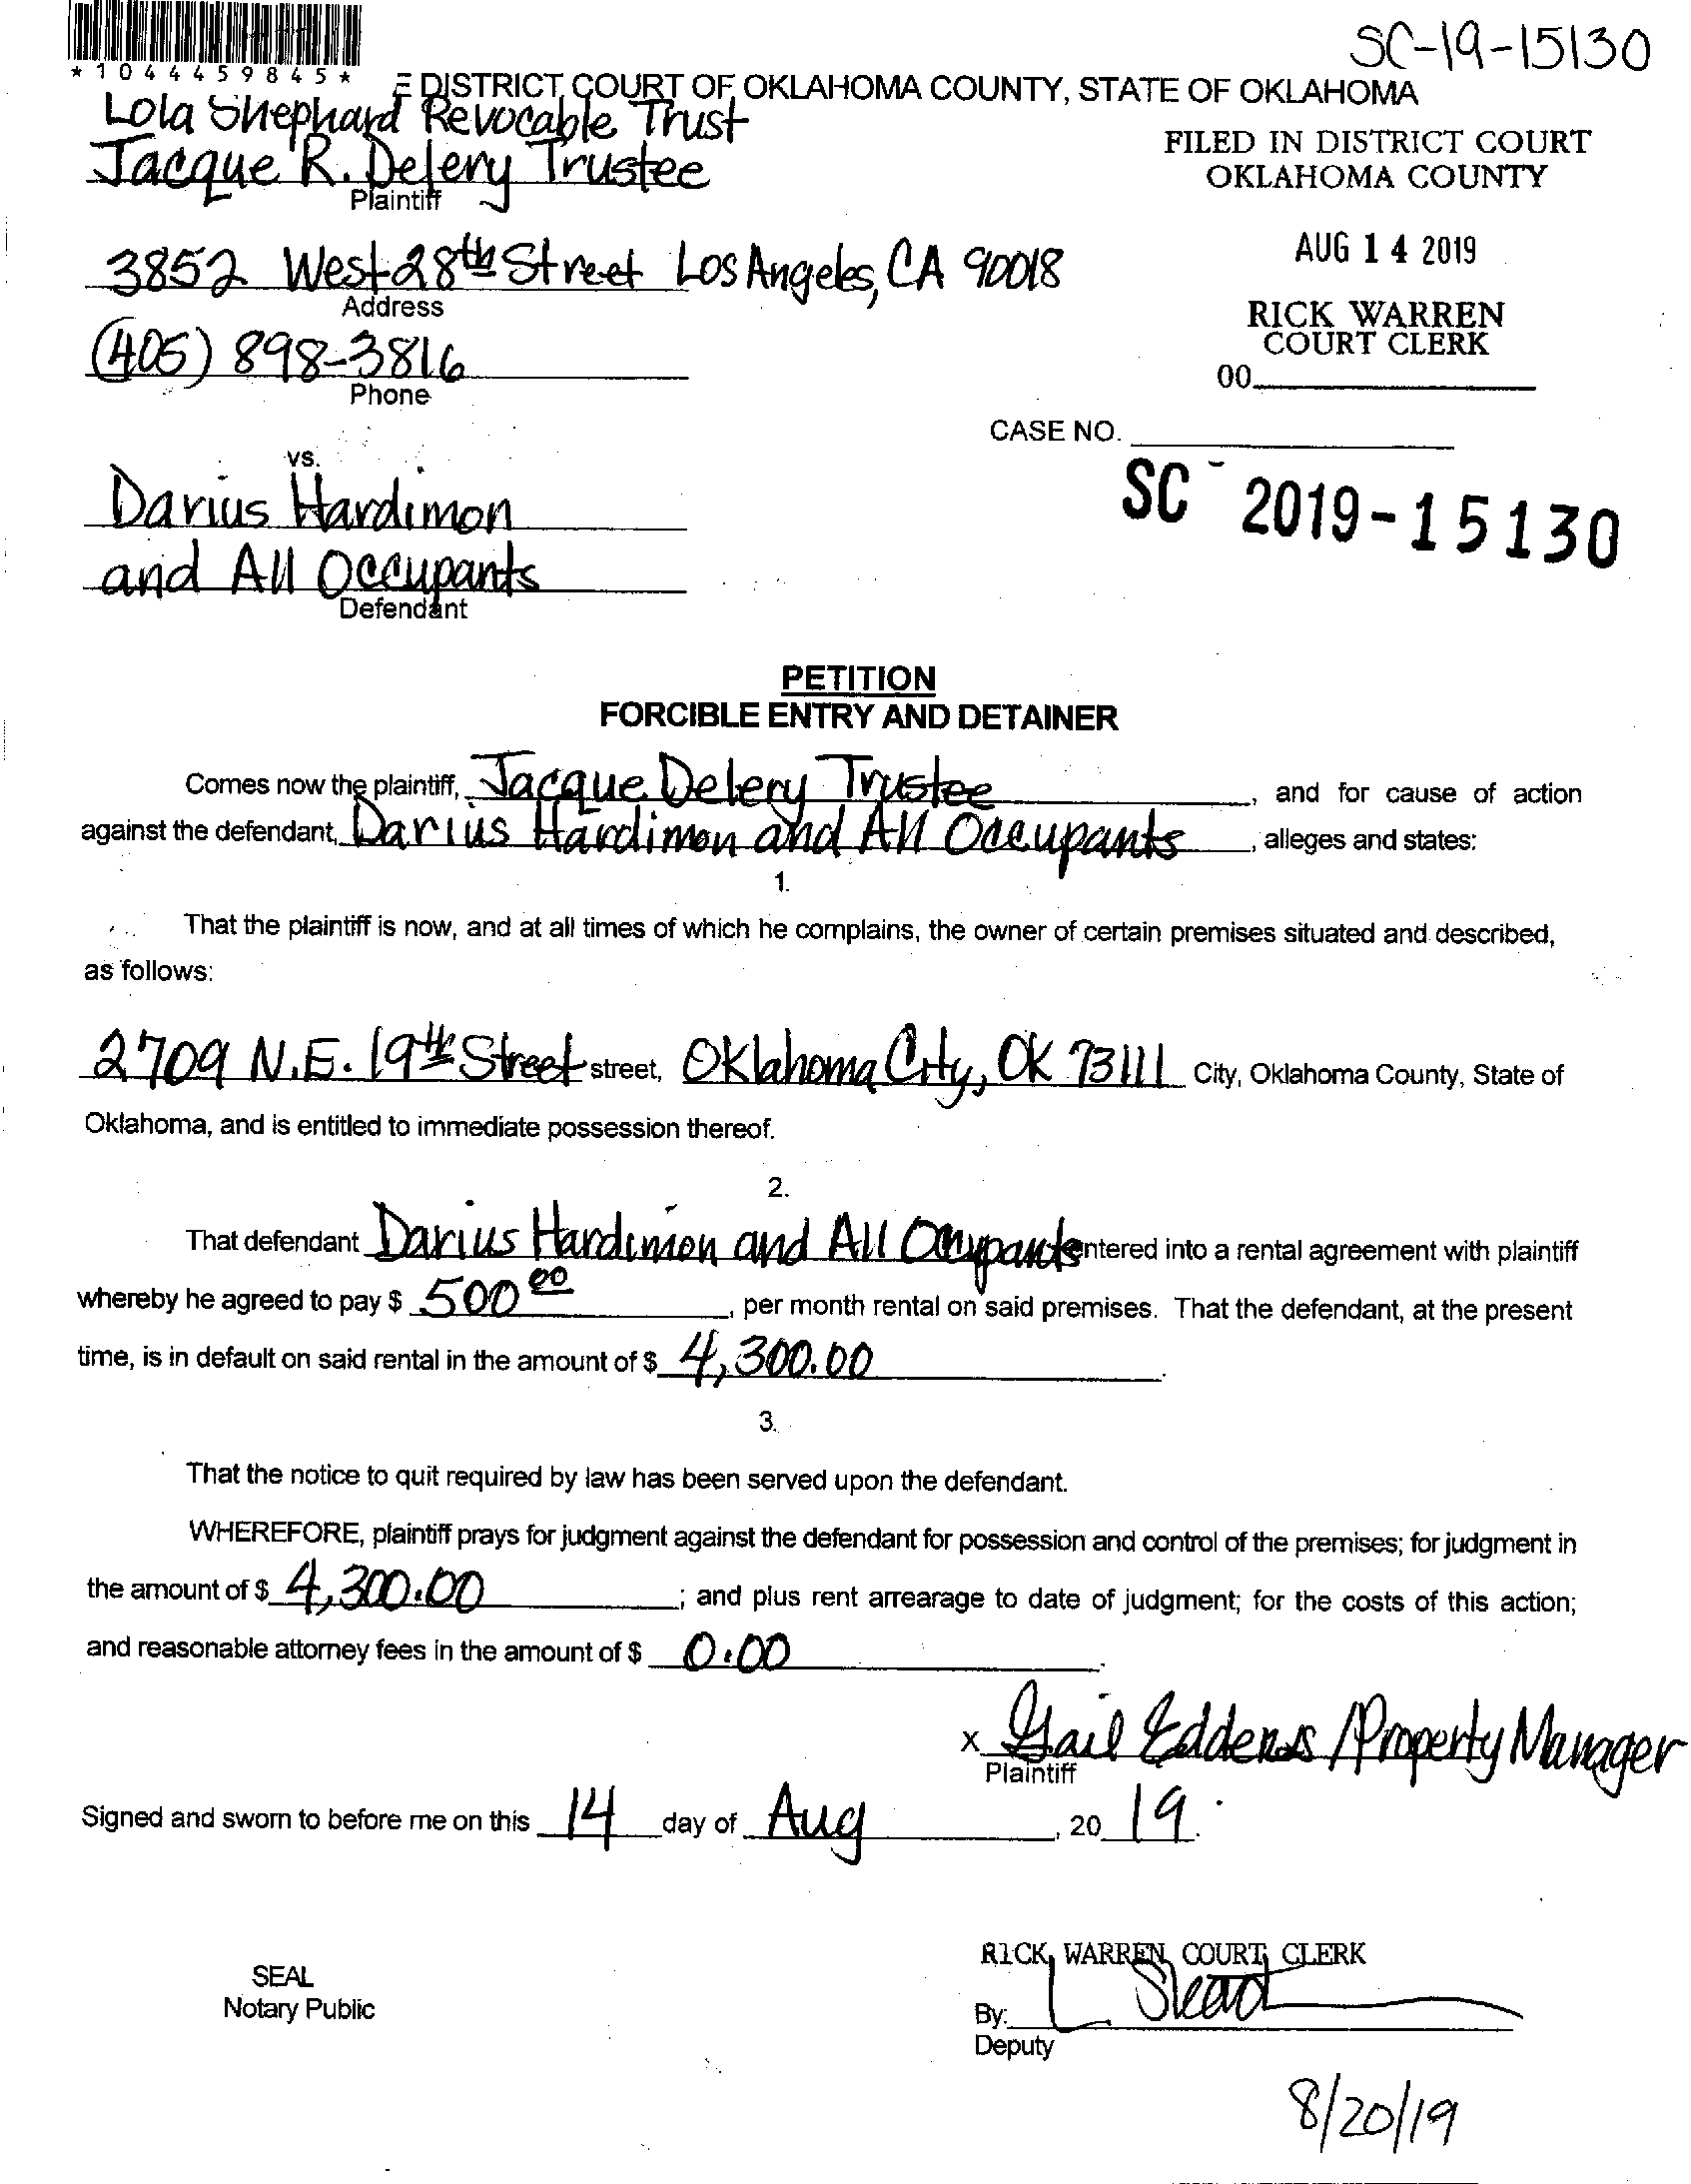 SC-19-15130
*1044459845*
E DISTRICT COURT OF OKLAHOMA COUNTY, STATE OF OKLAHOMA
Lola Shephard Revocable Trust
Jacque R. Delery Trustee
Plaintiff
FILED IN DISTRICT COURT
OKLAHOMA COUNTY
3852 West 28th Street Los Angeles, CA 90018
Address
AUG 14 2019
(405) 898-3816
Phone
RICK WARREN
COURT CLERK
00
CASE NO.
vs.
SC 2019-15130
Darius Hardimon
and All Occupants
Defendant
PETITION
FORCIBLE ENTRY AND DETAINER
Comes now the plaintiff, Jacque Delery Trustee, and for cause of action
against the defendant, Darius Hardimon and All Occupants, alleges and states:
1.
That the plaintiff is now, and at all times of which he complains, the owner of certain premises situated and described,
as follows:
2709 N.E. 19th Street street, Oklahoma City, OK 73111 City, Oklahoma County, State of
Oklahoma, and is entitled to immediate possession thereof.
2.
That defendant Darius Hardimon and All Occupants entered into a rental agreement with plaintiff
whereby he agreed to pay $ 500 00, per month rental on said premises. That the defendant, at the present
time, is in default on said rental in the amount of $ 4,300.00.
3.
That the notice to quit required by law has been served upon the defendant.
WHEREFORE, plaintiff prays for judgment against the defendant for possession and control of the premises; for judgment in
the amount of $ 4,300.00; and plus rent arrearage to date of judgment; for the costs of this action;
and reasonable attorney fees in the amount of $ 0.00.
x Gail Eddens /Property Manager
Plaintiff
Signed and sworn to before me on this 14 day of Aug, 20 19.
RICK WARREN, COURT CLERK
SEAL
Notary Public
By:
Deputy
8/20/19